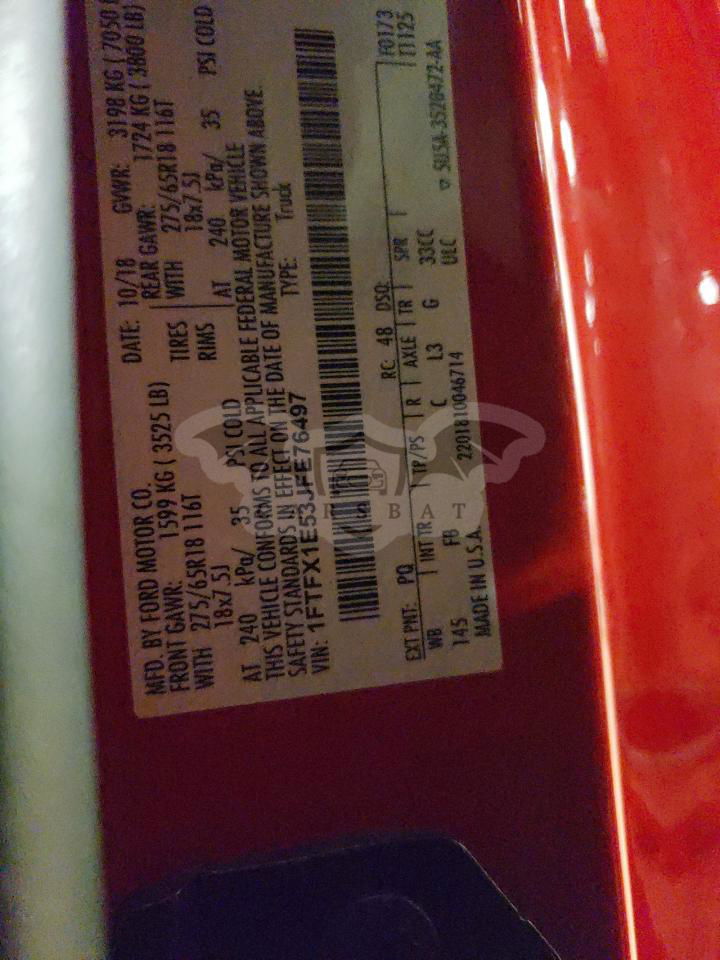 MFD. BY FORD MOTOR CO.
DATE: 10/18
GVWR: 3198 KG ( 7050
FRONT GAWR:
1599 KG ( 3525 LB)
REAR GAWR:
1724 KG ( 3800 LB)
WITH 275/65R18 116T
TIRES
WITH 275/65R18 116T
18x7.5J
RIMS
18x7.5J
AT 240 kPa/ 35 PSI COLD
AT 240 kPa/ 35 PSI COLD
THIS VEHICLE CONFORMS TO ALL APPLICABLE FEDERAL MOTOR VEHICLE
SAFETY STANDARDS IN EFFECT ON THE DATE OF MANUFACTURE SHOWN ABOVE.
VIN: 1FTFX1E53JFE76497
TYPE: Truck
EXT PNT: PQ
RC: 48 DSO:
F0173
WB INT TR TP/PS R AXLE TR SPR
T1125
145 FB C L3 G 33CC
MADE IN U.S.A. 2201810046714
ULC
5U5A-3520472-AA